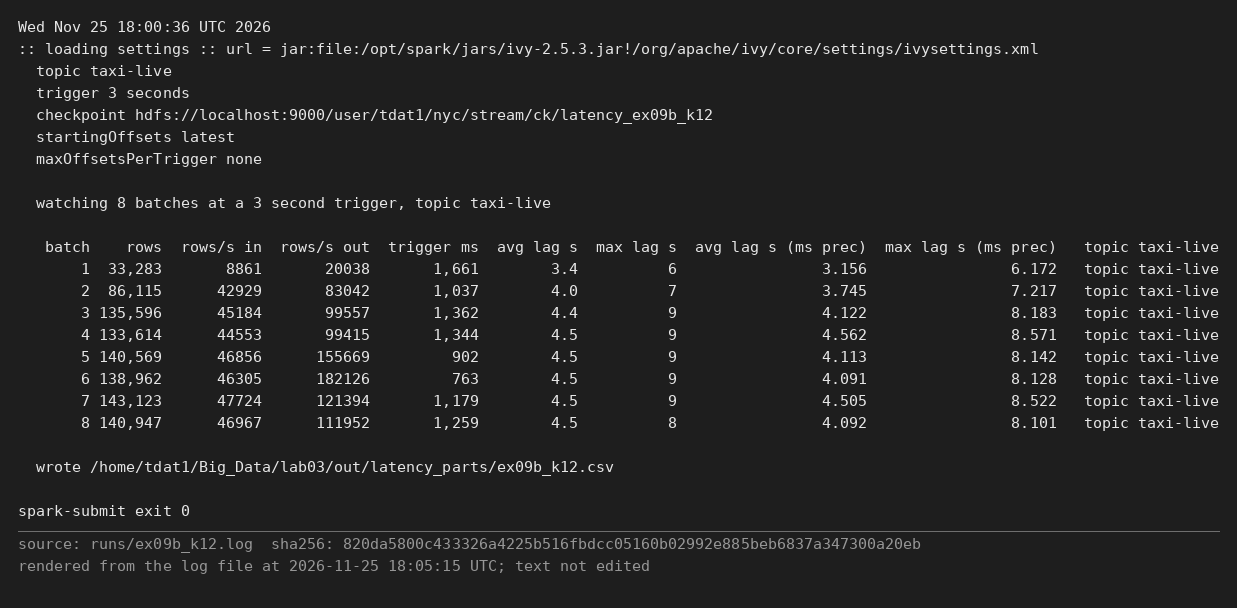 Wed Nov 25 18:00:36 UTC 2026
:: loading settings :: url = jar:file:/opt/spark/jars/ivy-2.5.3.jar!/org/apache/ivy/core/settings/ivysettings.xml
topic taxi-live
trigger 3 seconds
checkpoint hdfs://localhost:9000/user/tdat1/nyc/stream/ck/latency_ex09b_k12
startingOffsets latest
maxOffsetsPerTrigger none
watching 8 batches at a 3 second trigger, topic taxi-live
batch rows rows/s in rows/s out trigger ms avg lag s max lag s avg lag s (ms prec) max lag s (ms prec) topic taxi-live
1 33,283 8861 20038 1,661 3.4 6 3.156 6.172 topic taxi-live
2 86,115 42929 83042 1,037 4.0 7 3.745 7.217 topic taxi-live
3 135,596 45184 99557 1,362 4.4 9 4.122 8.183 topic taxi-live
4 133,614 44553 99415 1,344 4.5 9 4.562 8.571 topic taxi-live
5 140,569 46856 155669 902 4.5 9 4.113 8.142 topic taxi-live
6 138,962 46305 182126 763 4.5 9 4.091 8.128 topic taxi-live
7 143,123 47724 121394 1,179 4.5 9 4.505 8.522 topic taxi-live
8 140,947 46967 111952 1,259 4.5 8 4.092 8.101 topic taxi-live
wrote /home/tdat1/Big_Data/lab03/out/latency_parts/ex09b_k12.csv
spark-submit exit 0
source: runs/ex09b_k12.log sha256: 820da5800c433326a4225b516fbdcc05160b02992e885beb6837a347300a20eb
rendered from the log file at 2026-11-25 18:05:15 UTC; text not edited